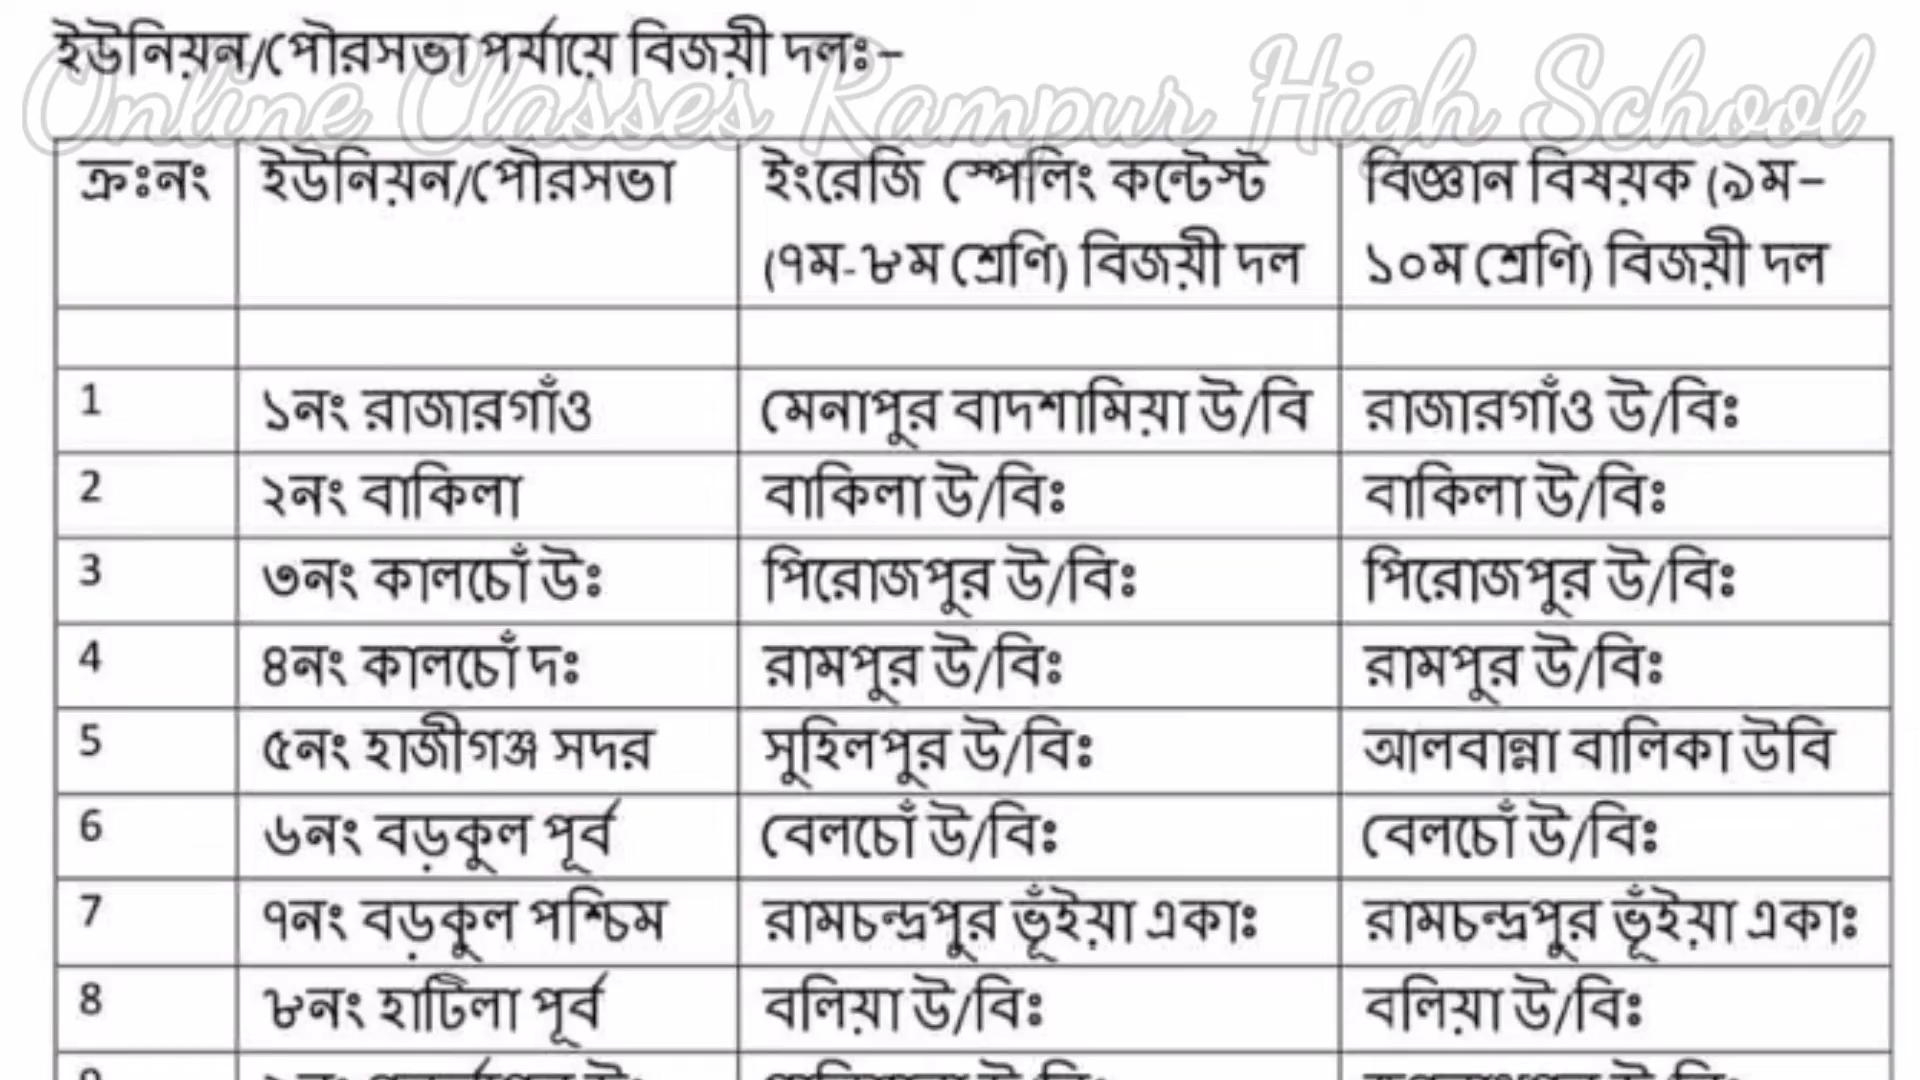 ইউনিয়ন/পৌরসভা পর্যায়ে বিজয়ী দলঃ–
Online Classes Rampur High School
ক্রঃনং ইউনিয়ন/পৌরসভা ইংরেজি স্পেলিং কন্টেস্ট বিজ্ঞান বিষয়ক (৯ম–
(৭ম-৮ম শ্রেণি) বিজয়ী দল ১০ম শ্রেণি) বিজয়ী দল
1 ১নং রাজারগাঁও মেনাপুর বাদশামিয়া উ/বি রাজারগাঁও উ/বিঃ
2 ২নং বাকিলা বাকিলা উ/বিঃ বাকিলা উ/বিঃ
3 ৩নং কালচোঁ উঃ পিরোজপুর উ/বিঃ পিরোজপুর উ/বিঃ
4 ৪নং কালচোঁ দঃ রামপুর উ/বিঃ রামপুর উ/বিঃ
5 ৫নং হাজীগঞ্জ সদর সুহিলপুর উ/বিঃ আলবান্না বালিকা উবি
6 ৬নং বড়কুল পূর্ব বেলচোঁ উ/বিঃ বেলচোঁ উ/বিঃ
7 ৭নং বড়কুল পশ্চিম রামচন্দ্রপুর ভূঁইয়া একাঃ রামচন্দ্রপুর ভূঁইয়া একাঃ
8 ৮নং হাটিলা পূর্ব বলিয়া উ/বিঃ বলিয়া উ/বিঃ